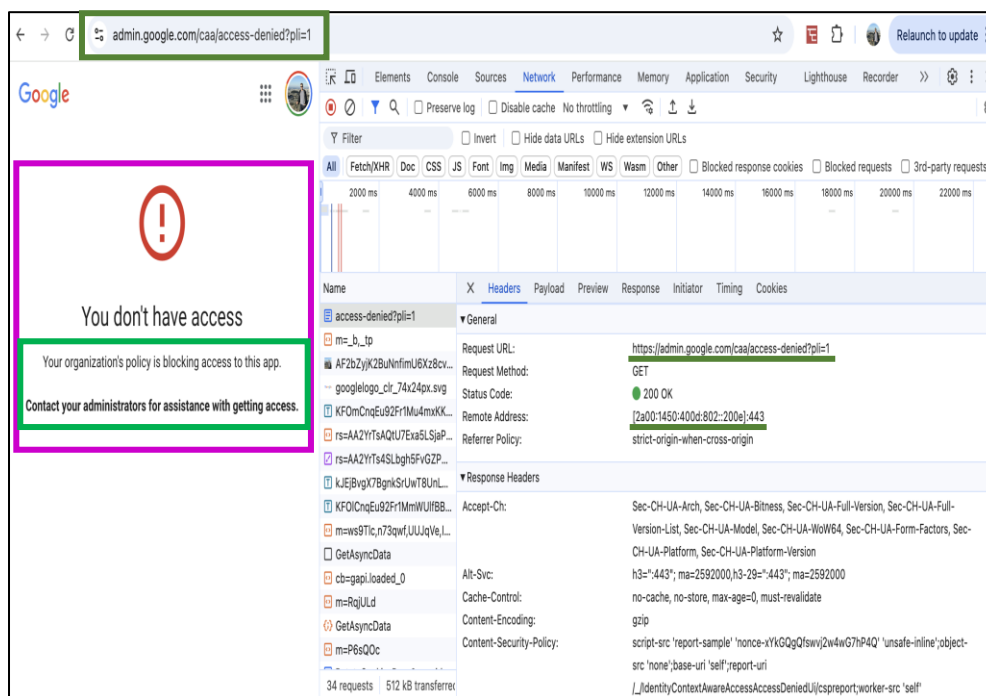 admin.google.com/caa/access-denied?pli=1
Relaunch to update
Google
You don't have access
Your organization's policy is blocking access to this app.
Contact your administrators for assistance with getting access.
Elements Console Sources Network Performance Memory Application Security Lighthouse Recorder
Preserve log Disable cache No throttling
Filter Invert Hide data URLs Hide extension URLs
All Fetch/XHR Doc CSS JS Font Img Media Manifest WS Wasm Other Blocked response cookies Blocked requests 3rd-party requests
2000 ms 4000 ms 6000 ms 8000 ms 10000 ms 12000 ms 14000 ms 16000 ms 18000 ms 20000 ms 22000 ms
Name
access-denied?pli=1
m=_b,_tp
AF2bZyjK2BuNnfimU6Xz8cv...
googlelogo_clr_74x24px.svg
KFOmCnqEu92Fr1Mu4mxKK...
rs=AA2YrTsAQtU7Exa5LSjaP...
rs=AA2YrTs4SLbgh5FvGZP...
kJEjBvgX7BgnkSrUwT8UnL...
KFOlCnqEu92Fr1MmWUlfBB...
m=ws9Tlc,n73qwf,UUJqVe,I...
GetAsyncData
cb=gapi.loaded_0
m=RqjULd
GetAsyncData
m=P6sQOc
34 requests 512 kB transferred
Headers Payload Preview Response Initiator Timing Cookies
General
Request URL: https://admin.google.com/caa/access-denied?pli=1
Request Method: GET
Status Code: 200 OK
Remote Address: [2a00:1450:400d:802::200e]:443
Referrer Policy: strict-origin-when-cross-origin
Response Headers
Accept-Ch: Sec-CH-UA-Arch, Sec-CH-UA-Bitness, Sec-CH-UA-Full-Version, Sec-CH-UA-Full-
Version-List, Sec-CH-UA-Model, Sec-CH-UA-WoW64, Sec-CH-UA-Form-Factors, Sec-
CH-UA-Platform, Sec-CH-UA-Platform-Version
Alt-Svc: h3=":443"; ma=2592000,h3-29=":443"; ma=2592000
Cache-Control: no-cache, no-store, max-age=0, must-revalidate
Content-Encoding: gzip
Content-Security-Policy: script-src 'report-sample' 'nonce-xYkGQgQfswvj2w4wG7hP4Q' 'unsafe-inline';object-
src 'none';base-uri 'self';report-uri
/_/IdentityContextAwareAccessAccessDeniedUi/cspreport;worker-src 'self'